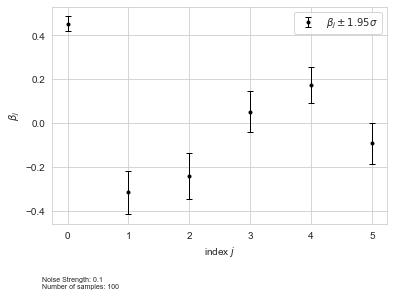 β_j ± 1.95σ
0.4
0.2
0.0
−0.2
−0.4
β_j
0 1 2 3 4 5
index j
Noise Strength: 0.1
Number of samples: 100